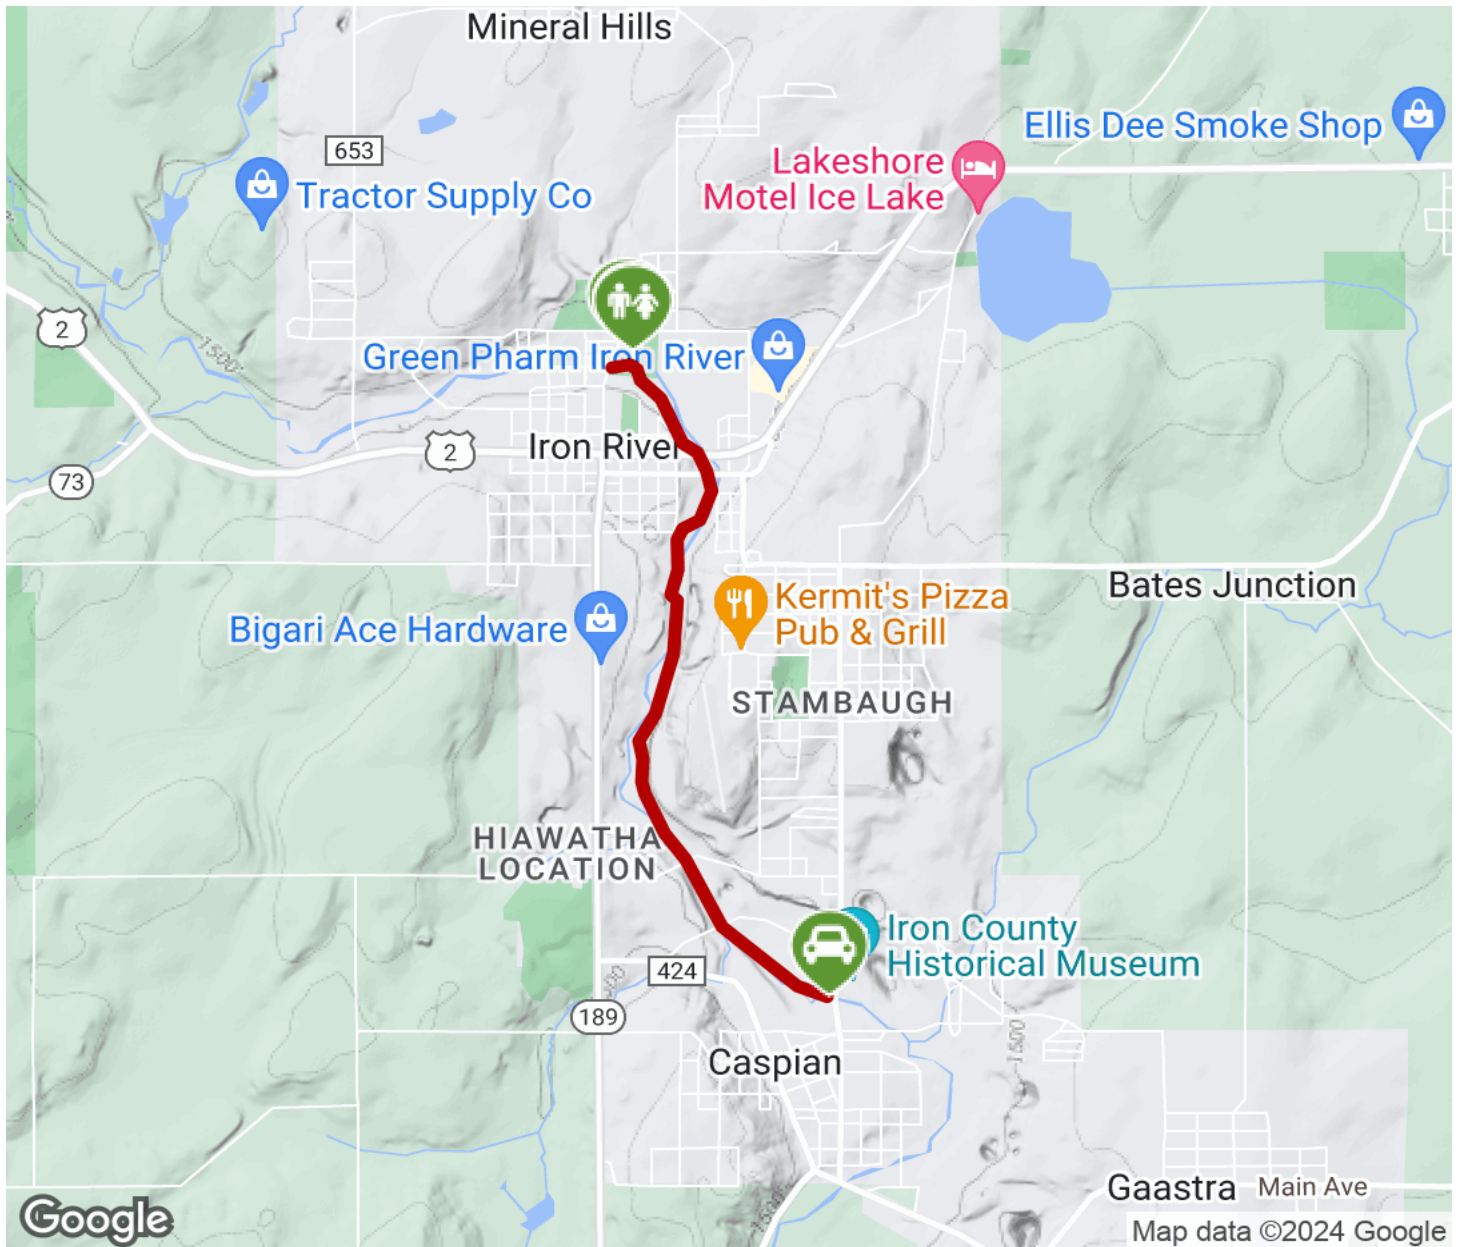 Mineral Hills
653
Ellis Dee Smoke Shop
Lakeshore
Motel Ice Lake
Tractor Supply Co
2
1500'
Green Pharm Iron River
Iron River
2
73
Bates Junction
Kermit's Pizza
Pub & Grill
Bigari Ace Hardware
STAMBAUGH
HIAWATHA
LOCATION
Iron County
Historical Museum
424
189
1500
Caspian
Gaastra
Main Ave
Google
Map data ©2024 Google